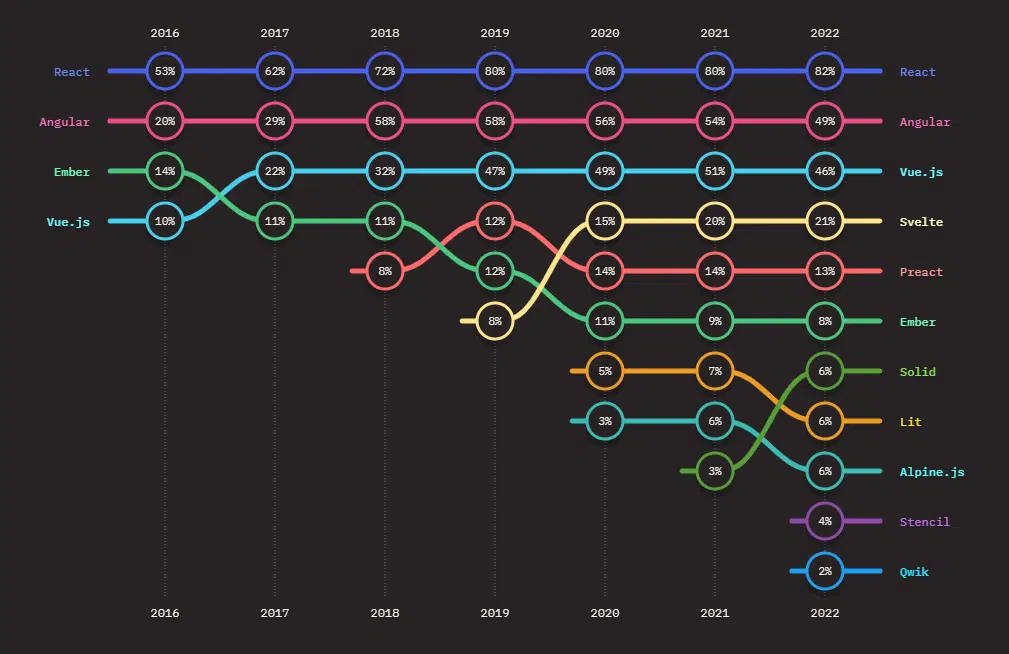 2016 2017 2018 2019 2020 2021 2022
React 53% 62% 72% 80% 80% 80% 82% React
Angular 20% 29% 58% 58% 56% 54% 49% Angular
Ember 14% 22% 32% 47% 49% 51% 46% Vue.js
Vue.js 10% 11% 11% 12% 15% 20% 21% Svelte
8% 12% 14% 14% 13% Preact
8% 11% 9% 8% Ember
5% 7% 6% Solid
3% 6% 6% Lit
3% 6% Alpine.js
4% Stencil
2% Qwik
2016 2017 2018 2019 2020 2021 2022